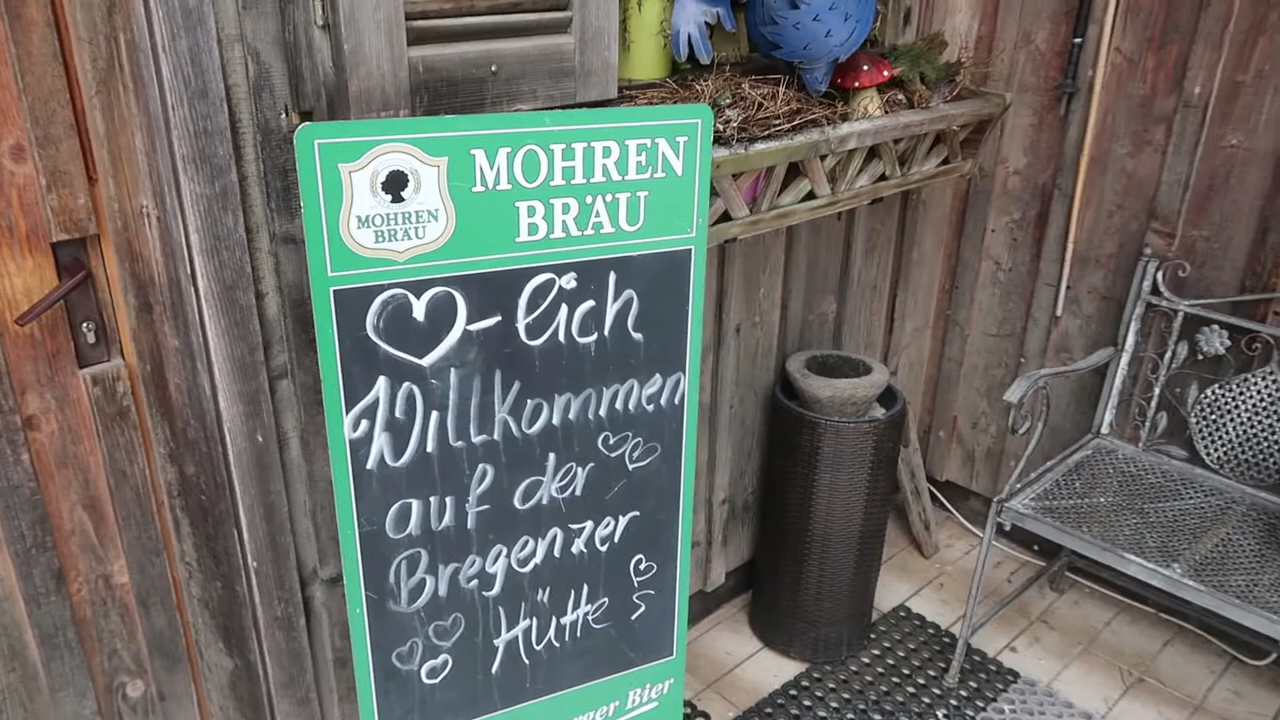 MOHREN
BRÄU
MOHREN
BRÄU
♡-lich
Willkommen
auf der
Bregenzer
Hütte
Bier